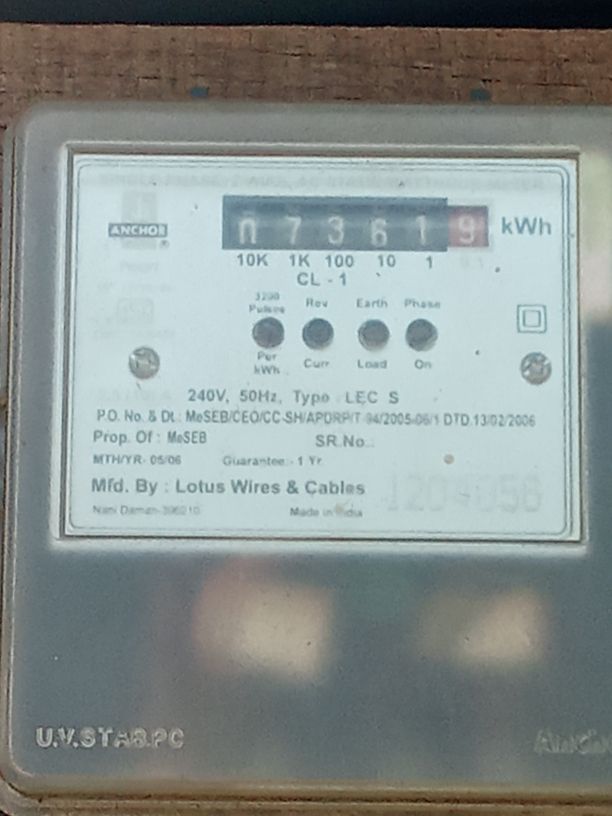 ANCHOR
0 7 3 6 1 9 kWh
10K 1K 100 10 1
CL - 1
3200 Pulses Per kWh
Rev Curr.
Earth Load
Phase On
240V, 50Hz, Type LEC S
P.O. No. & Dt.: MeSEB/CEO/CC-SH/APDRP/T-94/2005-06/1 DTD.13/02/2006
Prop. Of : MeSEB SR.No.:
MTH/YR- 05/06 Guarantee:- 1 Yr.
Mfd. By : Lotus Wires & Cables
1204056
Nani Daman-396210 Made in India
U.V.STAB.PC